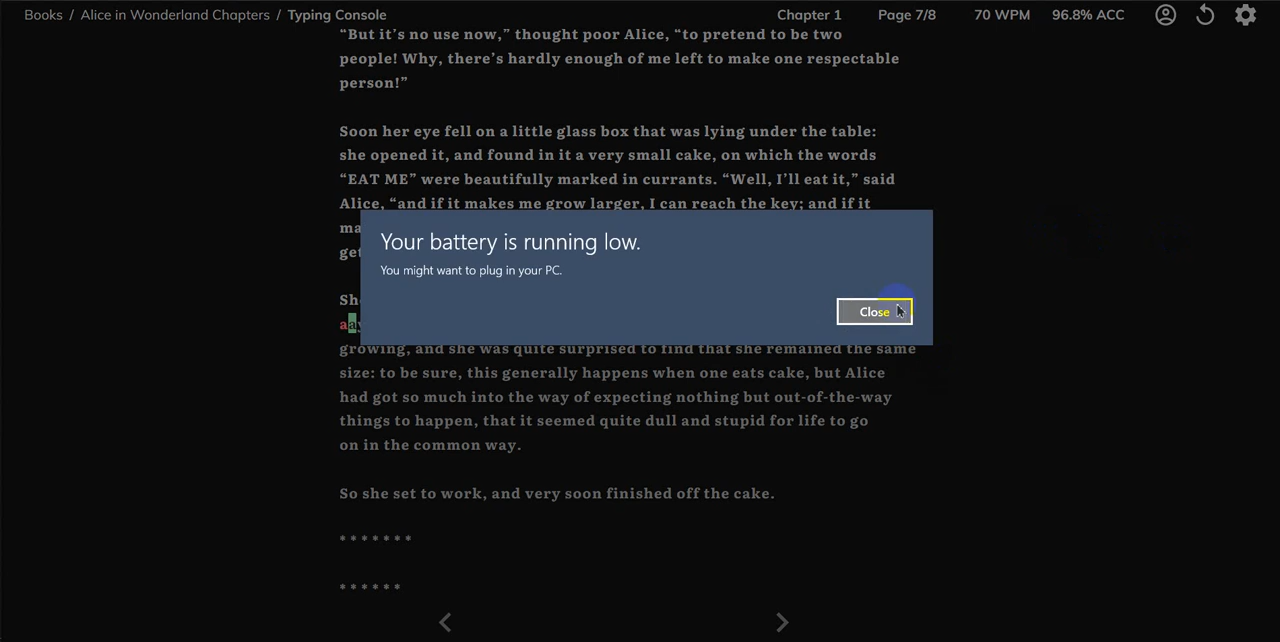 Books / Alice in Wonderland Chapters / Typing Console Chapter 1 Page 7/8 70 WPM 96.8% ACC
“But it’s no use now,” thought poor Alice, “to pretend to be two
people! Why, there’s hardly enough of me left to make one respectable
person!”
Soon her eye fell on a little glass box that was lying under the table:
she opened it, and found in it a very small cake, on which the words
“EAT ME” were beautifully marked in currants. “Well, I’ll eat it,” said
Alice, “and if it makes me grow larger, I can reach the key; and if it
ma
get
Your battery is running low.
You might want to plug in your PC.
Close
Sh
aay
growing, and she was quite surprised to find that she remained the same
size: to be sure, this generally happens when one eats cake, but Alice
had got so much into the way of expecting nothing but out-of-the-way
things to happen, that it seemed quite dull and stupid for life to go
on in the common way.
So she set to work, and very soon finished off the cake.
* * * * * * *
* * * * * *